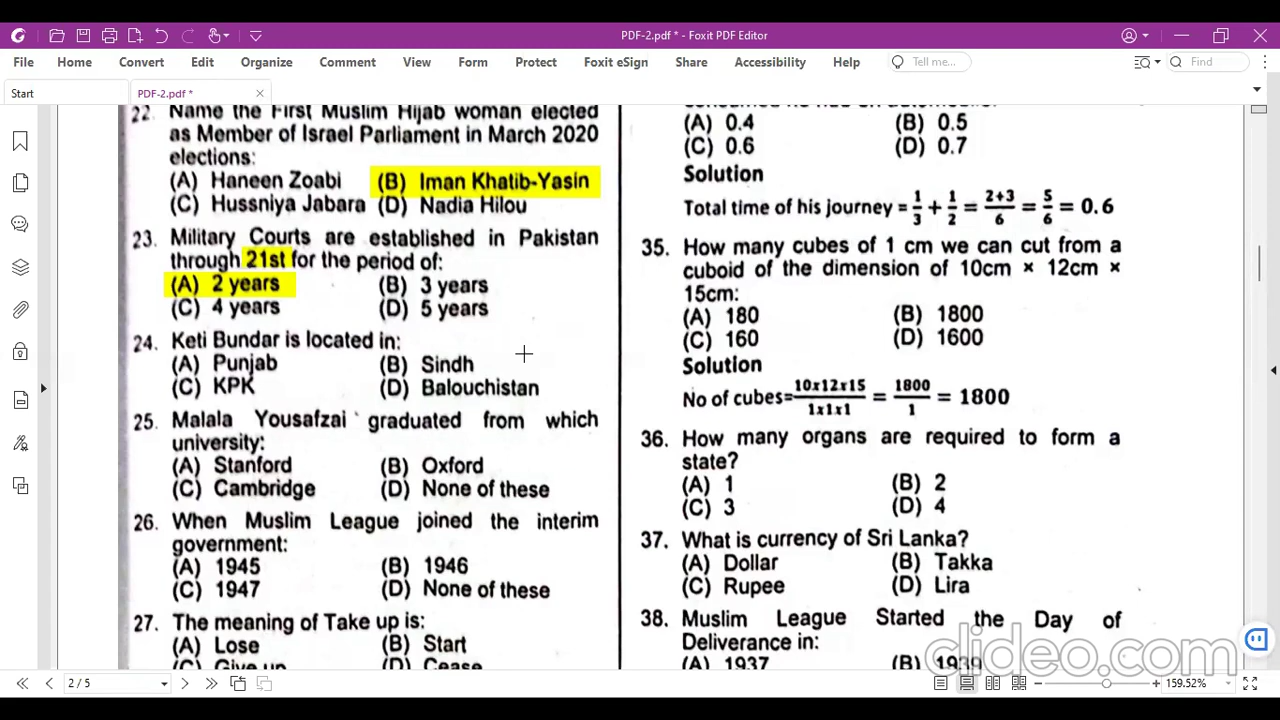 PDF-2.pdf * - Foxit PDF Editor
File Home Convert Edit Organize Comment View Form Protect Foxit eSign Share Accessibility Help Tell me... Find
Start PDF-2.pdf *
22. Name the First Muslim Hijab woman elected
as Member of Israel Parliament in March 2020
elections:
(A) Haneen Zoabi (B) Iman Khatib-Yasin
(C) Hussniya Jabara (D) Nadia Hilou
23. Military Courts are established in Pakistan
through 21st for the period of:
(A) 2 years (B) 3 years
(C) 4 years (D) 5 years
24. Keti Bundar is located in:
(A) Punjab (B) Sindh
(C) KPK (D) Balouchistan
25. Malala Yousafzai graduated from which
university:
(A) Stanford (B) Oxford
(C) Cambridge (D) None of these
26. When Muslim League joined the interim
government:
(A) 1945 (B) 1946
(C) 1947 (D) None of these
27. The meaning of Take up is:
(A) Lose (B) Start
(C) Give up (D) Cease
(A) 0.4 (B) 0.5
(C) 0.6 (D) 0.7
Solution
Total time of his journey = 1/3 + 1/2 = 2+3/6 = 5/6 = 0.6
35. How many cubes of 1 cm we can cut from a
cuboid of the dimension of 10cm × 12cm ×
15cm:
(A) 180 (B) 1800
(C) 160 (D) 1600
Solution
No of cubes= 10x12x15/1x1x1 = 1800/1 = 1800
36. How many organs are required to form a
state?
(A) 1 (B) 2
(C) 3 (D) 4
37. What is currency of Sri Lanka?
(A) Dollar (B) Takka
(C) Rupee (D) Lira
38. Muslim League Started the Day of
Deliverance in:
(A) 1937 (B) 1939
clideo.com
2 / 5 159.52%